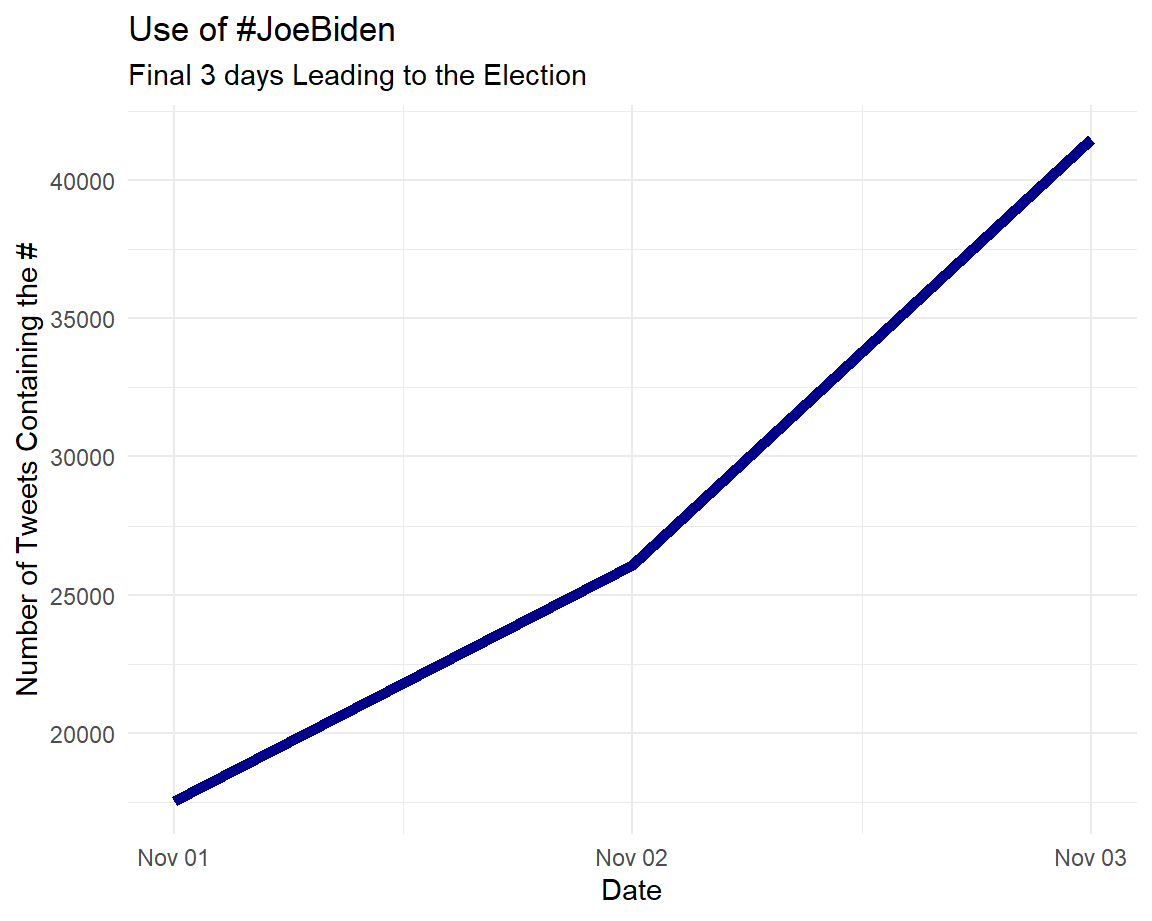 Use of #JoeBiden
Final 3 days Leading to the Election
Number of Tweets Containing the #
40000
35000
30000
25000
20000
Nov 01
Nov 02
Nov 03
Date